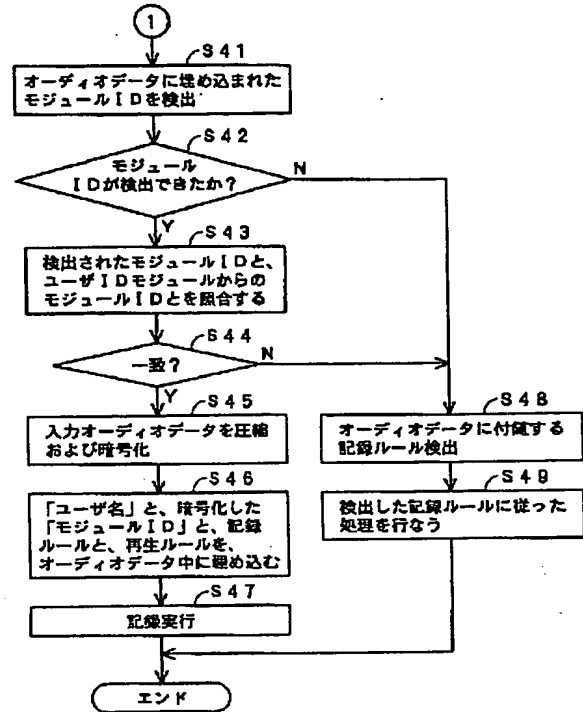 1
S41
オーディオデータに埋め込まれた
モジュールIDを検出
S42
モジュール
IDが検出できたか？
N
Y
S43
検出されたモジュールIDと、
ユーザIDモジュールからの
モジュールIDとを照合する
S44
一致？
N
Y
S45
入力オーディオデータを圧縮
および暗号化
S46
「ユーザ名」と、暗号化した
「モジュールID」と、記録
ルールと、再生ルールを、
オーディオデータ中に埋め込む
S47
記録実行
S48
オーディオデータに付随する
記録ルール検出
S49
検出した記録ルールに従った
処理を行なう
エンド